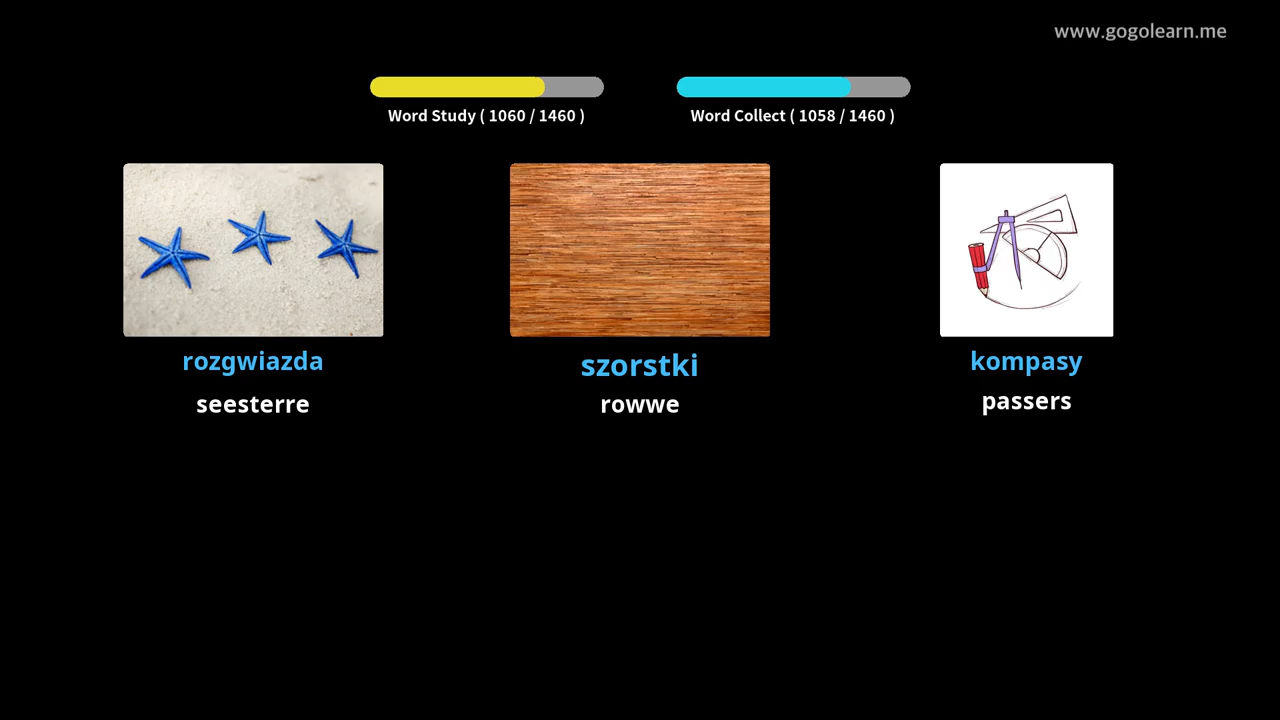 www.gogolearn.me
Word Study ( 1060 / 1460 )
Word Collect ( 1058 / 1460 )
rozgwiazda
seesterre
szorstki
rowwe
kompasy
passers